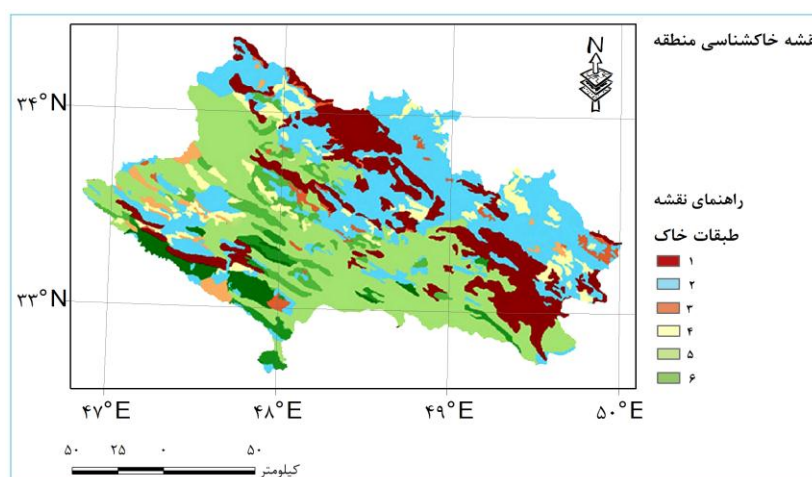 نقشه خاکشناسی منطقه
N
۳۴°N
۳۳°N
۴۷°E
۴۸°E
۴۹°E
۵۰°E
راهنمای نقشه
طبقات خاک
۱
۲
۳
۴
۵
۶
۵۰ ۲۵ ۰ ۵۰
کیلومتر